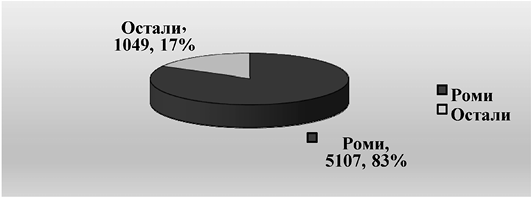 Остали,
1049, 17%
Роми
Остали
Роми,
5107, 83%